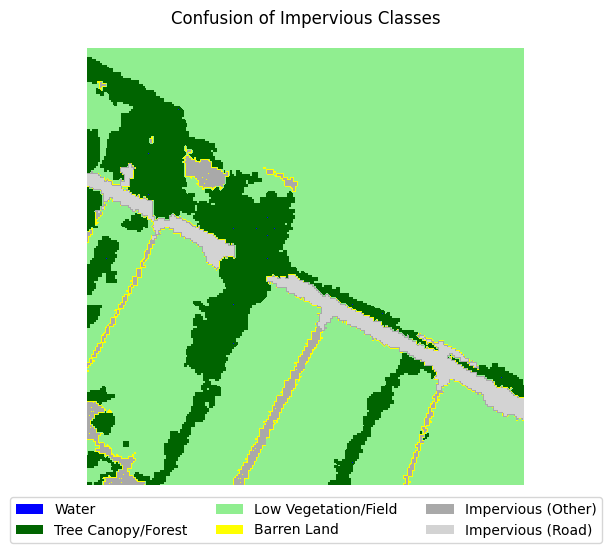 Confusion of Impervious Classes
Water
Low Vegetation/Field
Impervious (Other)
Tree Canopy/Forest
Barren Land
Impervious (Road)